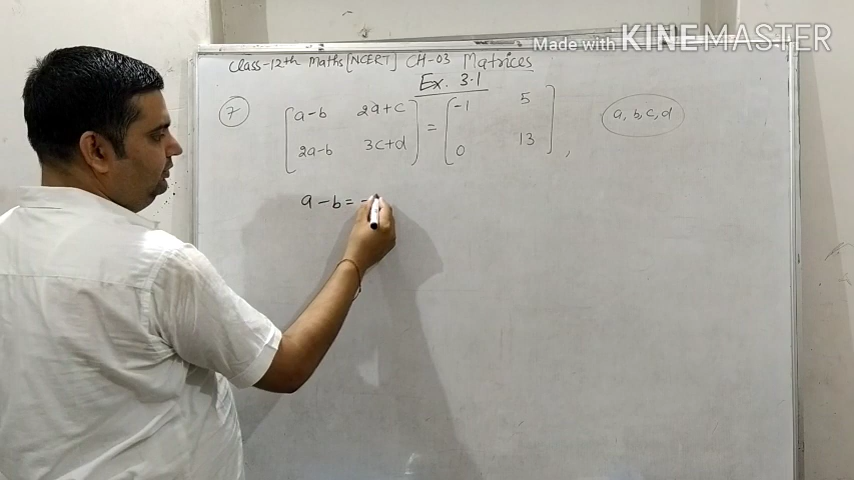 Made with KINEMASTER
Class-12th Maths [NCERT] CH-03 Matrices
Ex. 3.1
7 [a-b 2a+c = [-1 5 a, b, c, d
2a-b 3c+d] 0 13],
a-b = -